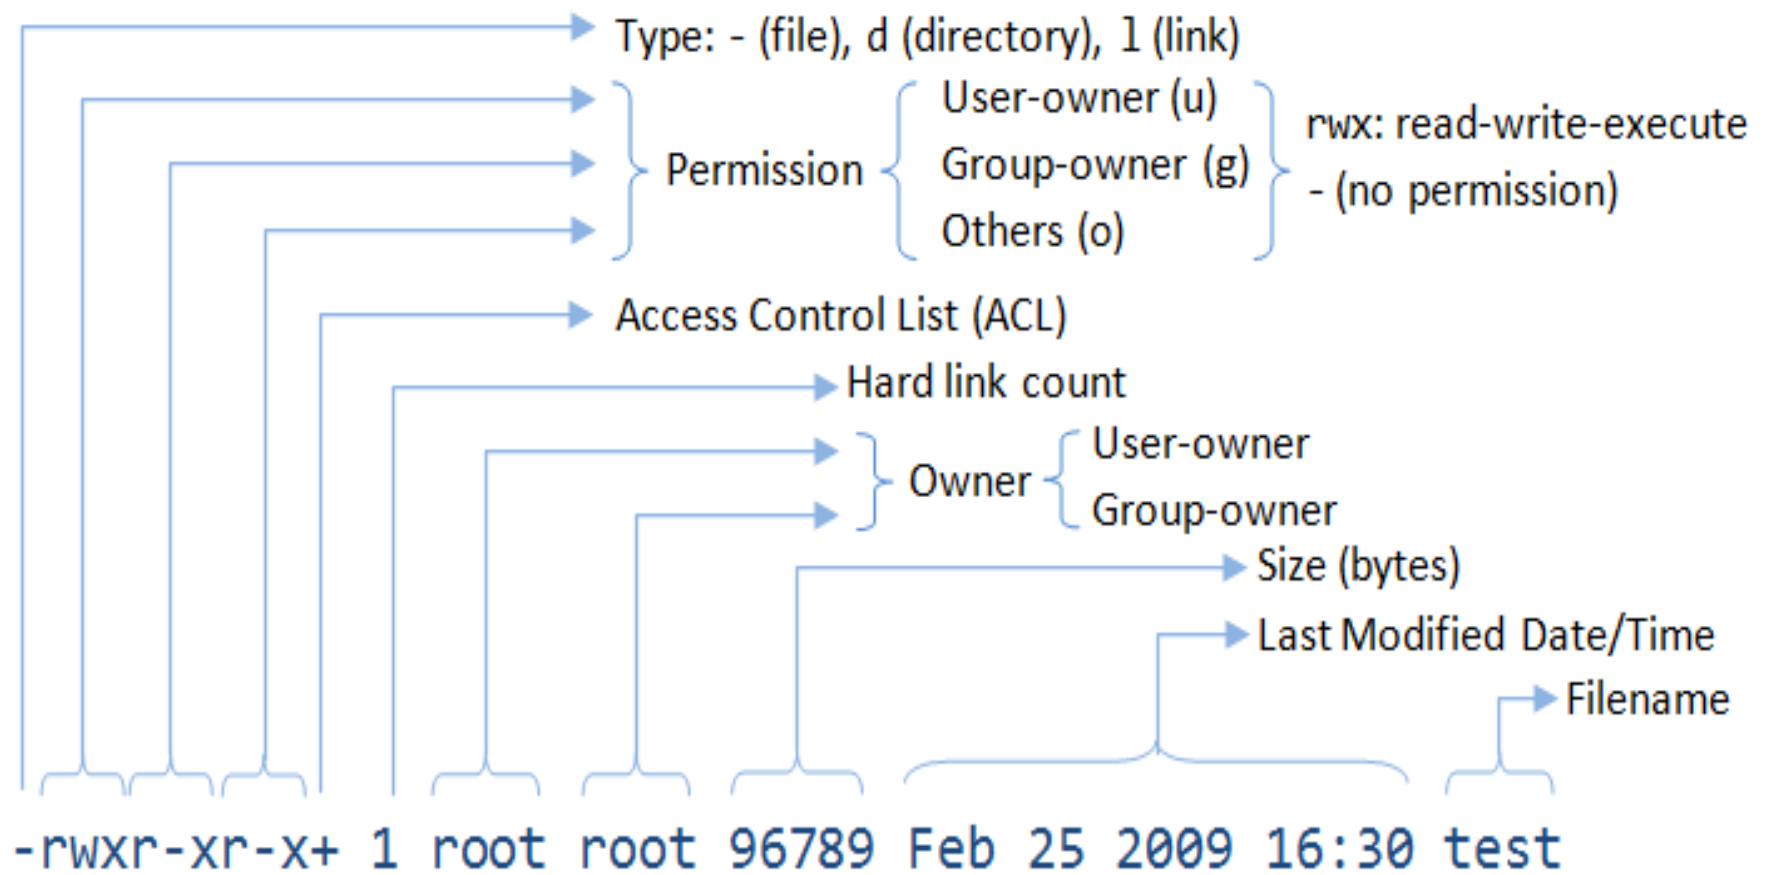 Type: - (file), d (directory), l (link)
User-owner (u)
Permission
Group-owner (g)
Others (o)
rwx: read-write-execute
- (no permission)
Access Control List (ACL)
Hard link count
User-owner
Owner
Group-owner
Size (bytes)
Last Modified Date/Time
Filename
-rwxr-xr-x+ 1 root root 96789 Feb 25 2009 16:30 test